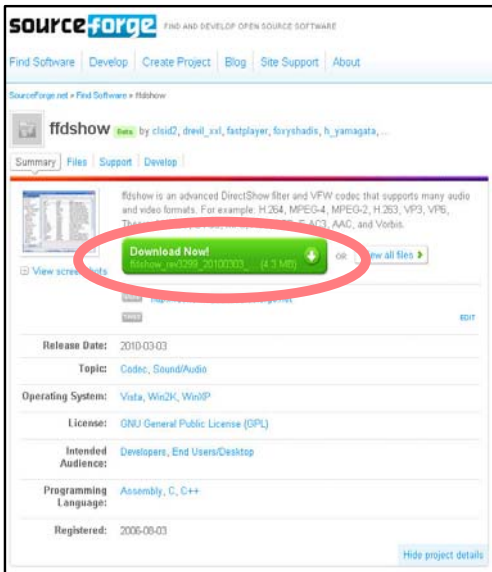 sourceforge FIND AND DEVELOP OPEN SOURCE SOFTWARE
Find Software Develop Create Project Blog Site Support About
SourceForge.net » Find Software » ffdshow
ffdshow Beta by clsid2, drevil_xxl, fastplayer, foxyshadis, h_yamagata, ...
Summary Files Support Develop
ffdshow is an advanced DirectShow filter and VFW codec that supports many audio
and video formats. For example: H.264, MPEG-4, MPEG-2, H.263, VP3, VP6,
AC3, AAC, and Vorbis.
Download Now!
ffdshow_rev3299_20100303_ (4.3 MB)
OR
all files
View screenshots
EDIT
Release Date: 2010-03-03
Topic: Codec, Sound/Audio
Operating System: Vista, Win2K, WinXP
License: GNU General Public License (GPL)
Intended Audience: Developers, End Users/Desktop
Programming Language: Assembly, C, C++
Registered: 2006-08-03
Hide project details